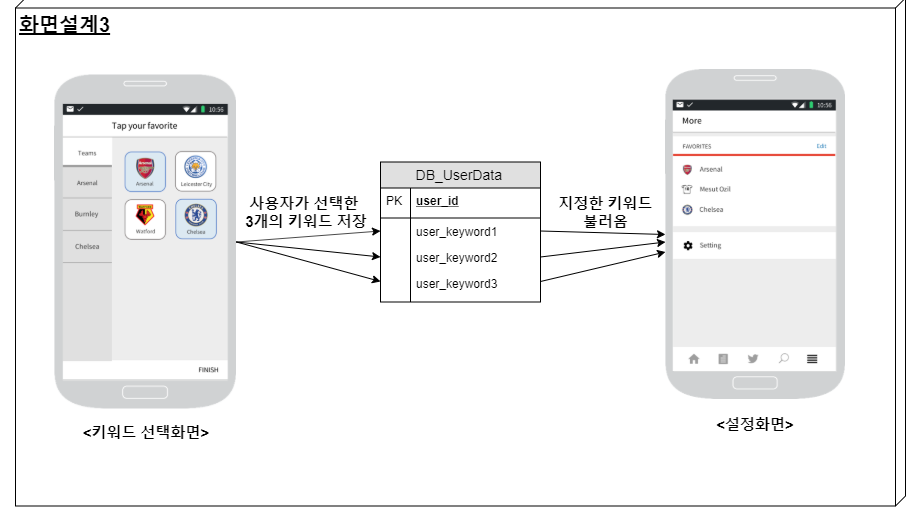 화면설계3
10:56
Tap your favorite
Teams
Arsenal
Burnley
Chelsea
Arsenal
Leicester City
Watford
Chelsea
FINISH
<키워드 선택화면>
사용자가 선택한
3개의 키워드 저장
DB_UserData
PK
user_id
user_keyword1
user_keyword2
user_keyword3
지정한 키워드
불러옴
10:56
More
FAVORITES
Edit
Arsenal
Mesut Ozil
Chelsea
Setting
<설정화면>